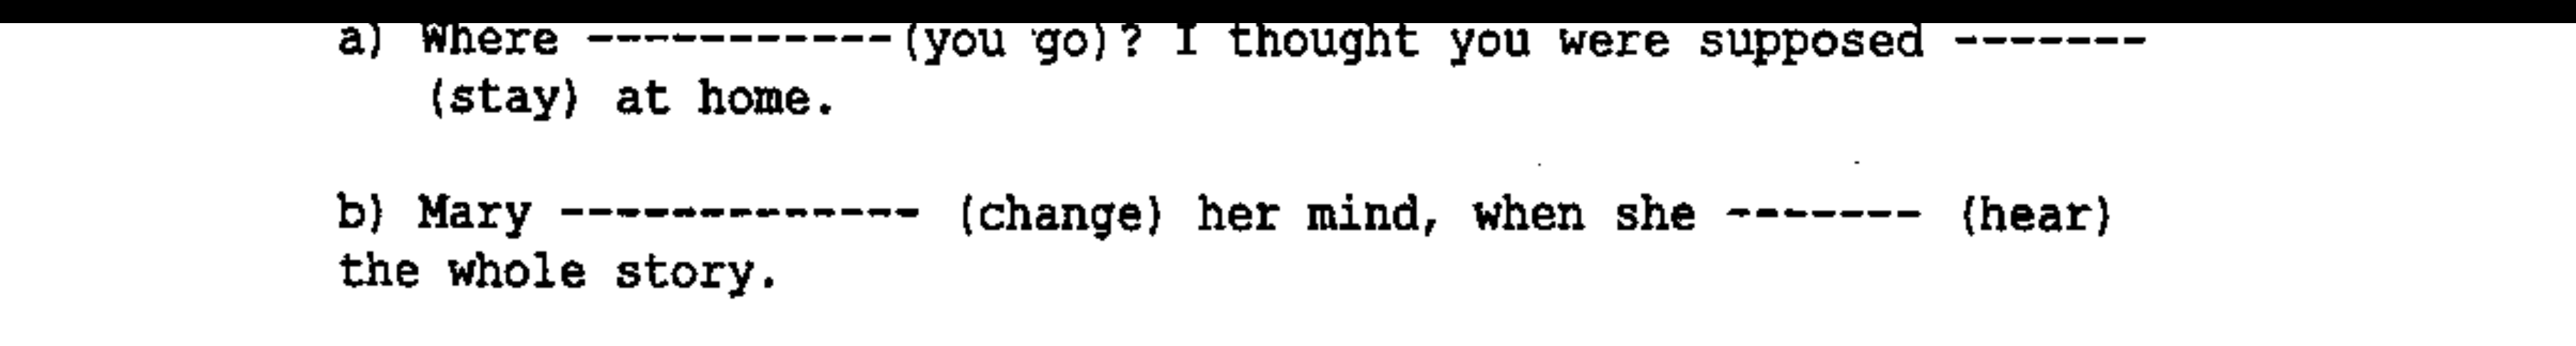 a) Where -----------(you go)? I thought you were supposed -------
(stay) at home.
b) Mary ------------- (change) her mind, when she ------- (hear)
the whole story.